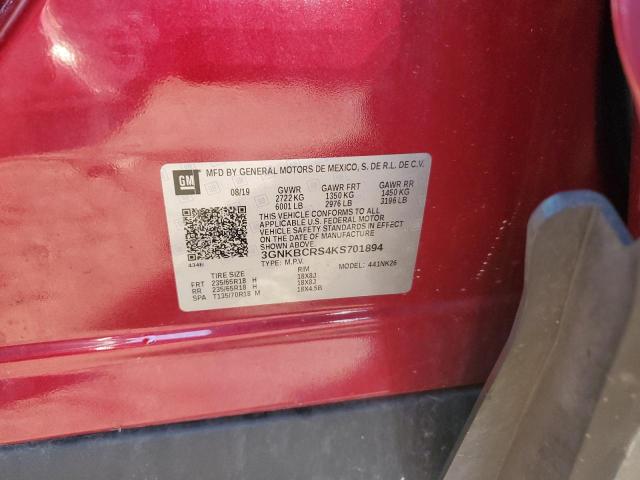 MFD BY GENERAL MOTORS DE MEXICO, S. DE R.L. DE C.V.
GM
08/19 GVWR GAWR FRT GAWR RR
2722 KG 1350 KG 1450 KG
6001 LB 2976 LB 3196 LB
THIS VEHICLE CONFORMS TO ALL
APPLICABLE U.S. FEDERAL MOTOR
VEHICLE SAFETY STANDARDS IN EFFECT
ON THE DATE OF MANUFACTURE
SHOWN ABOVE.
3GNKBCRS4KS701894
TYPE: M.P.V. MODEL: 441NK26
TIRE SIZE RIM
FRT 235/65R18 H 18X8J
RR 235/65R18 H 18X8J
SPA T135/70R18 M 18X4.5B